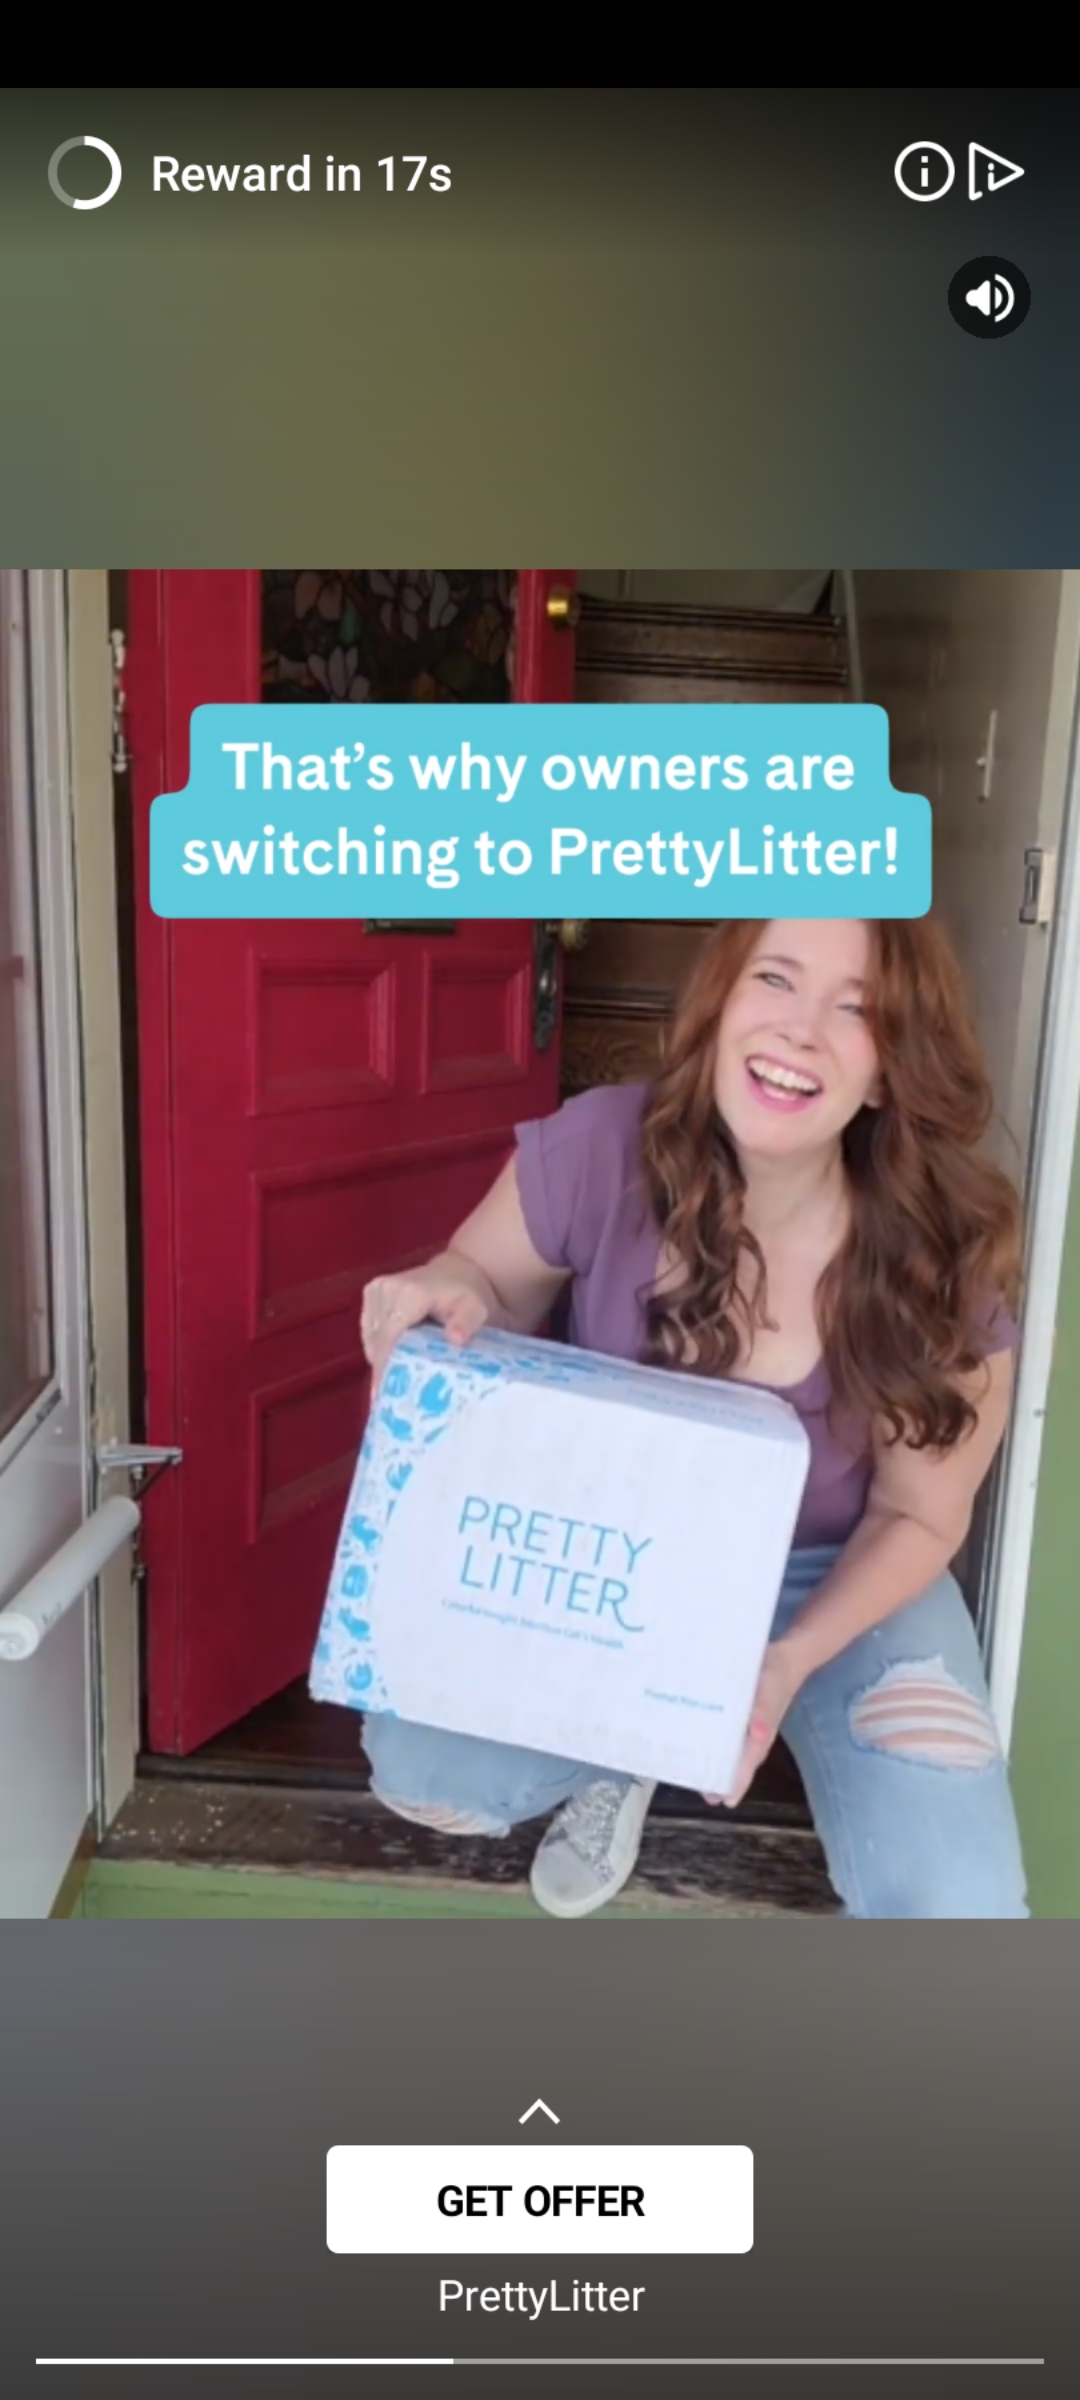 Reward in 17s
That's why owners are
switching to PrettyLitter!
PRETTY
LITTER
GET OFFER
PrettyLitter